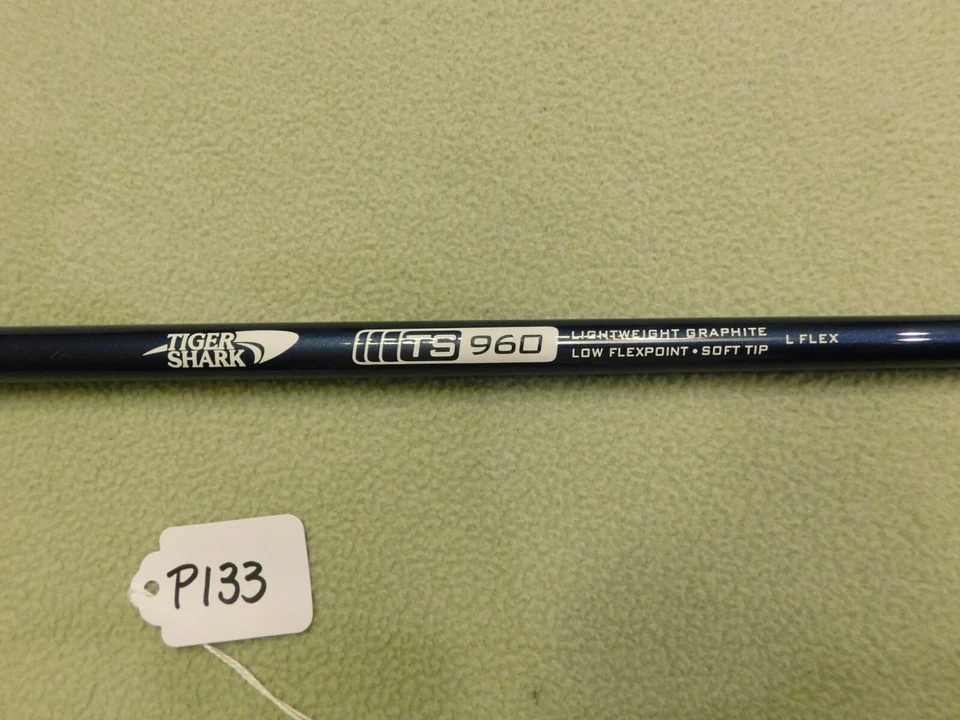 TIGER
SHARK
TS 960
LIGHTWEIGHT GRAPHITE
LOW FLEXPOINT • SOFT TIP
L FLEX
P133